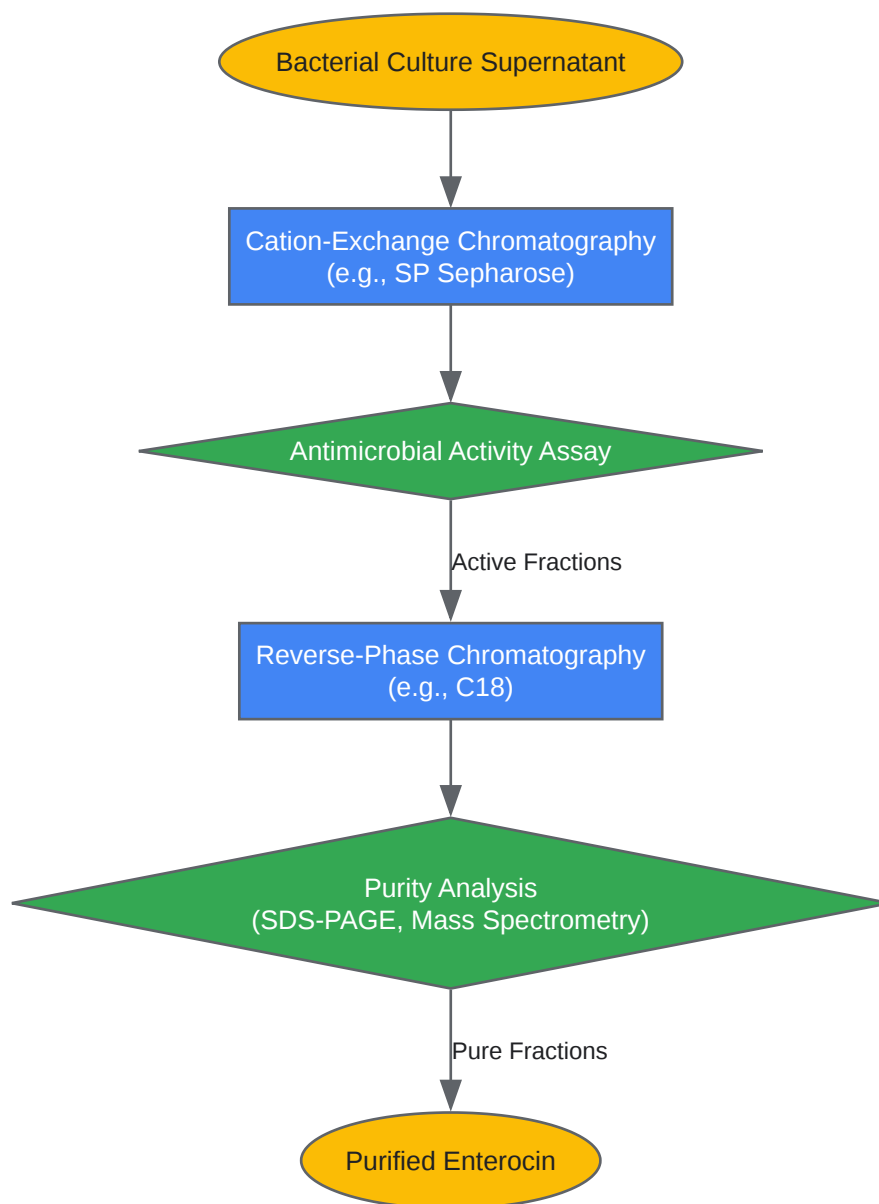 Bacterial Culture Supernatant
Cation-Exchange Chromatography
(e.g., SP Sepharose)
Antimicrobial Activity Assay
Active Fractions
Reverse-Phase Chromatography
(e.g., C18)
Purity Analysis
(SDS-PAGE, Mass Spectrometry)
Pure Fractions
Purified Enterocin